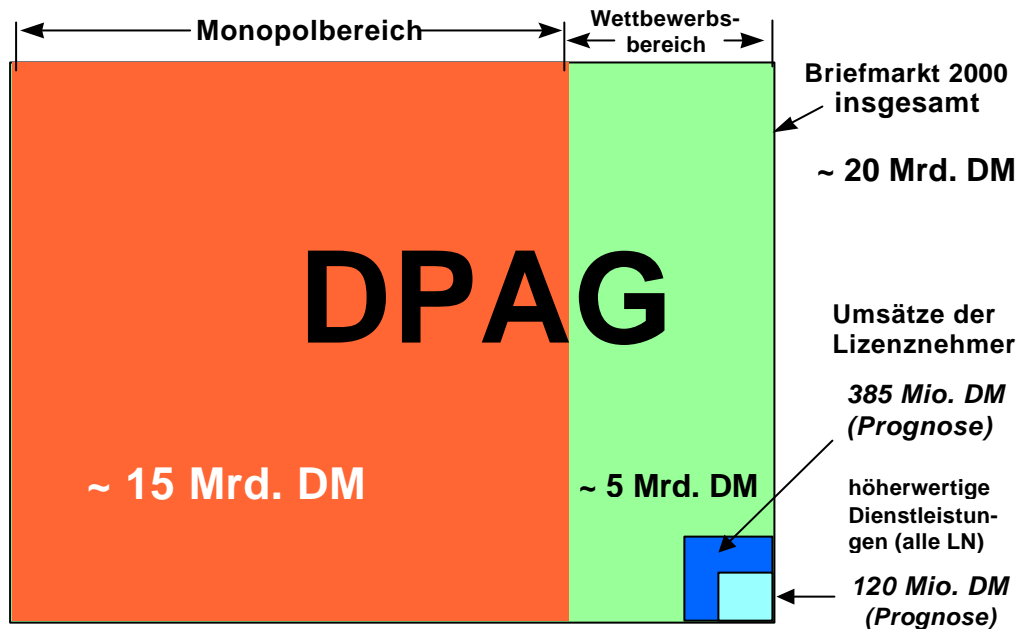 Monopolbereich
Wettbewerbs-
bereich
Briefmarkt 2000
insgesamt
~ 20 Mrd. DM
DPAG
Umsätze der
Lizenznehmer
385 Mio. DM
(Prognose)
~ 15 Mrd. DM
~ 5 Mrd. DM
höherwertige
Dienstleistun-
gen (alle LN)
120 Mio. DM
(Prognose)